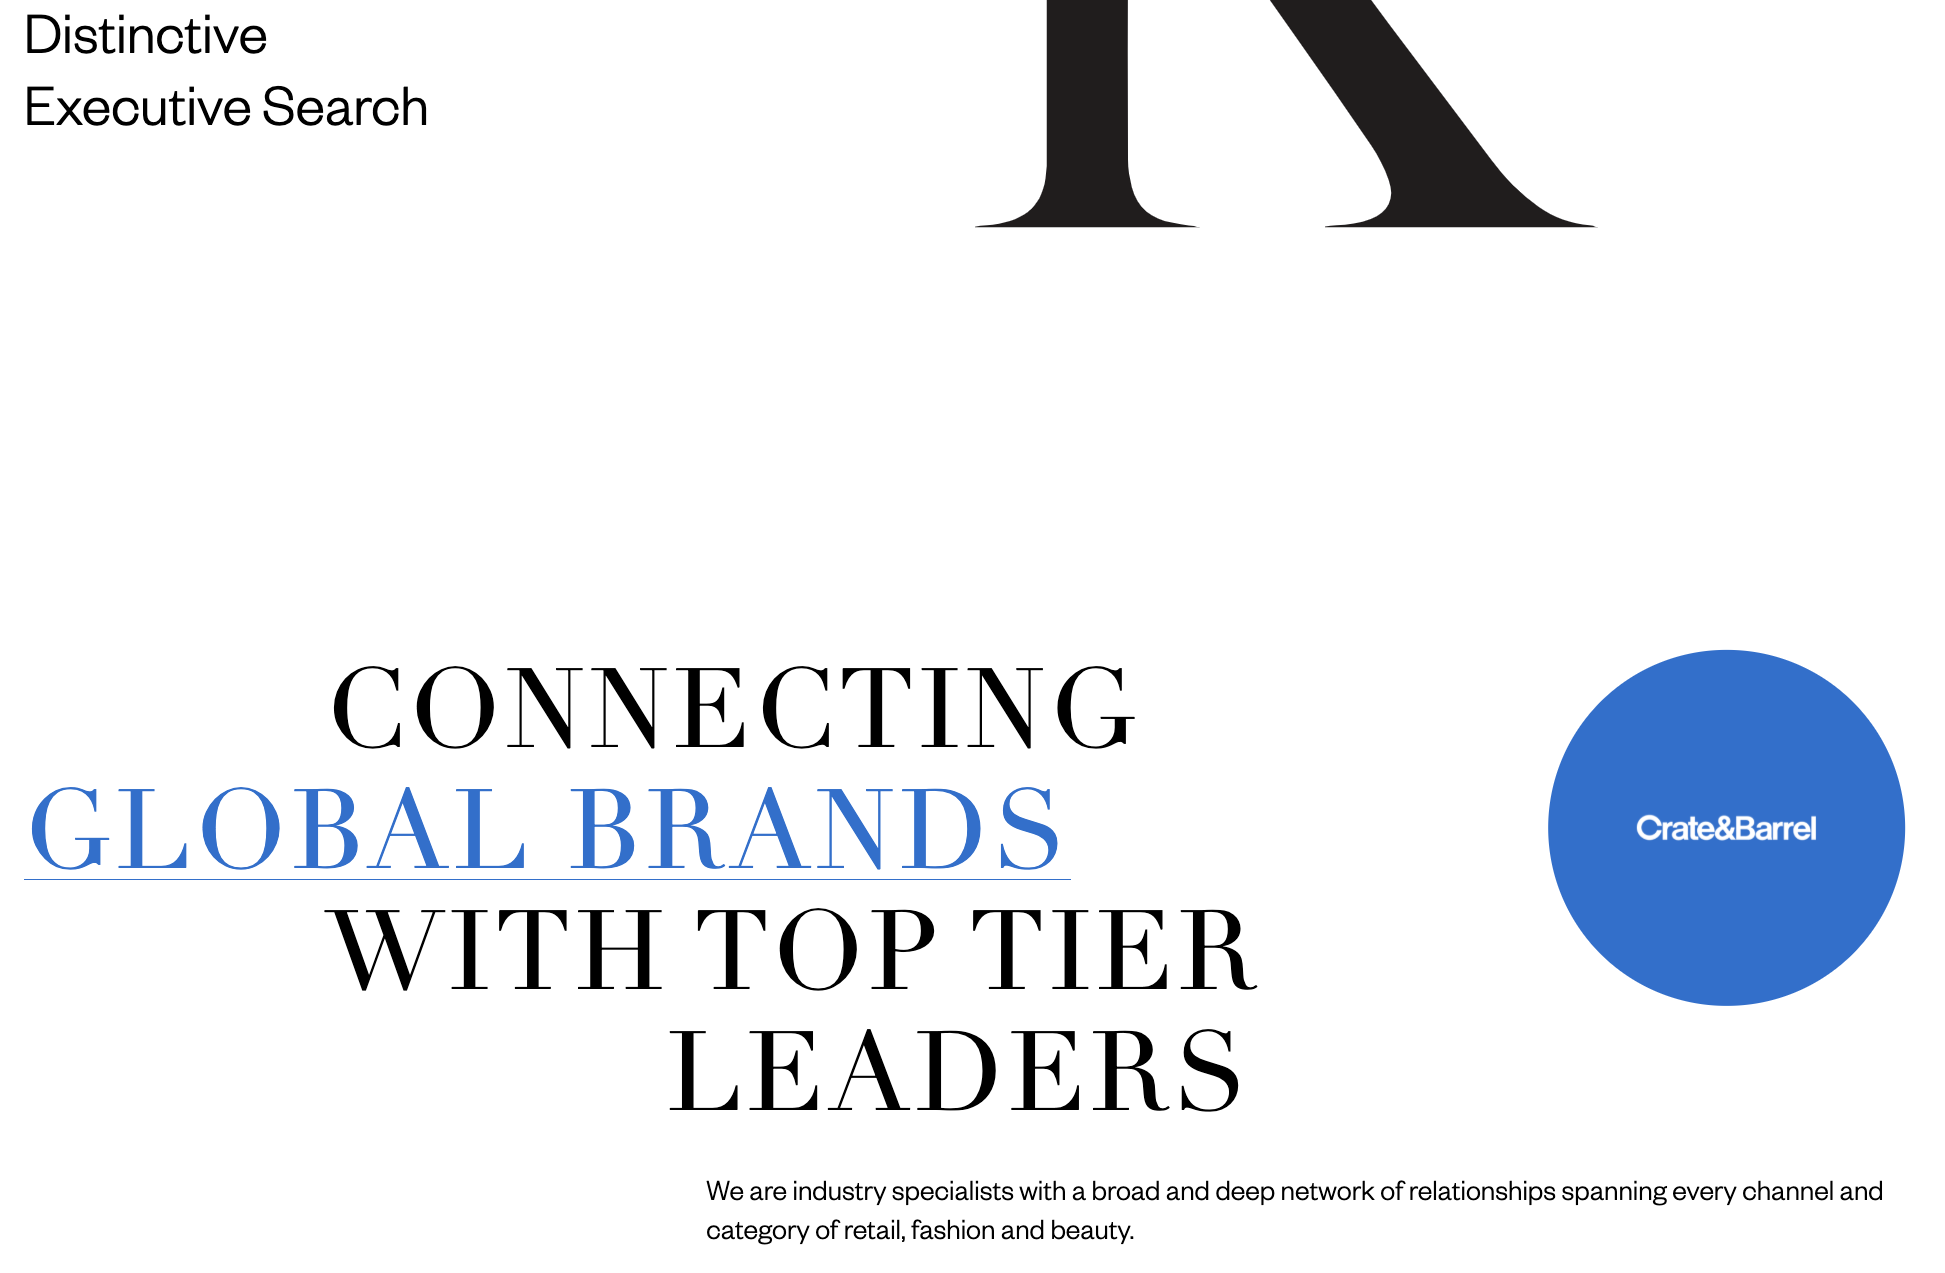 Distinctive
Executive Search
CONNECTING
GLOBAL BRANDS
WITH TOP TIER
LEADERS
Crate&Barrel
We are industry specialists with a broad and deep network of relationships spanning every channel and
category of retail, fashion and beauty.